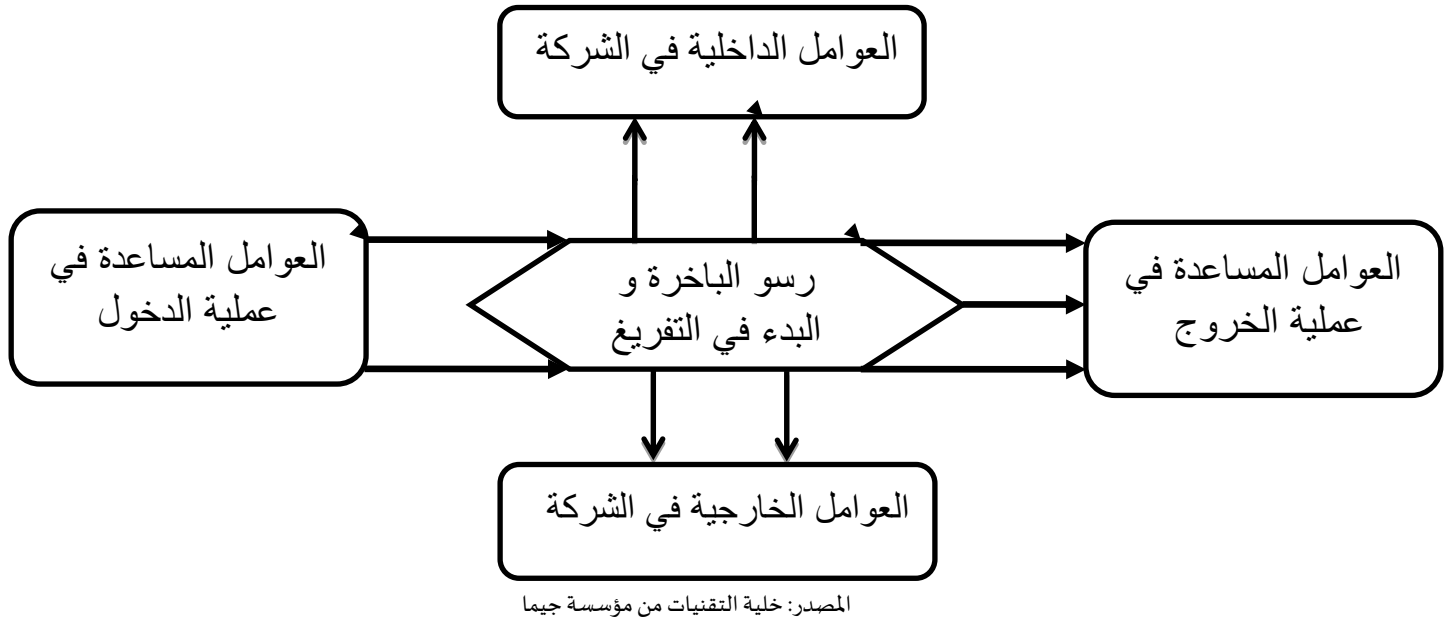 العوامل الداخلية في الشركة
العوامل المساعدة في
عملية الخروج
رسو الباخرة و
البدء في التفريغ
العوامل المساعدة في
عملية الدخول
العوامل الخارجية في الشركة
المصدر: خلية التقنيات من مؤسسة جيما